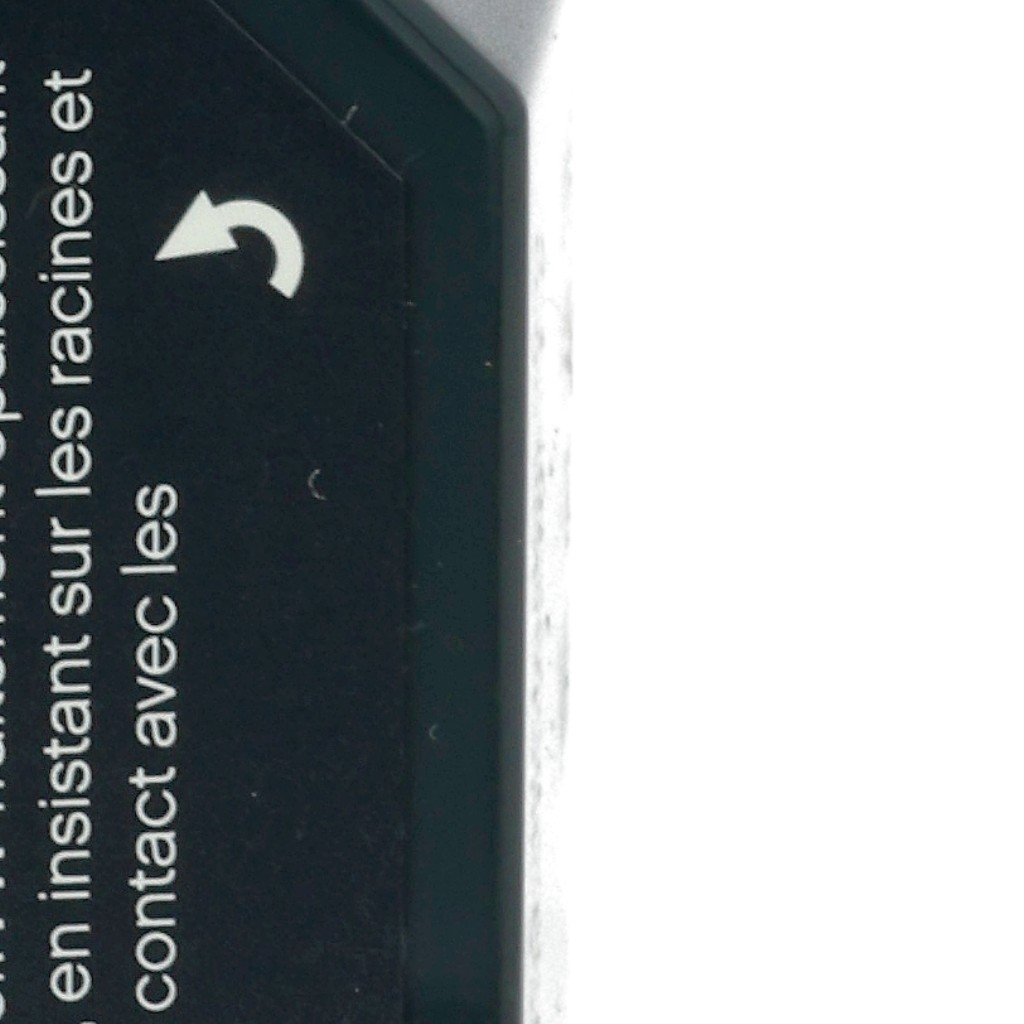 en insistant sur les racines et
contact avec les